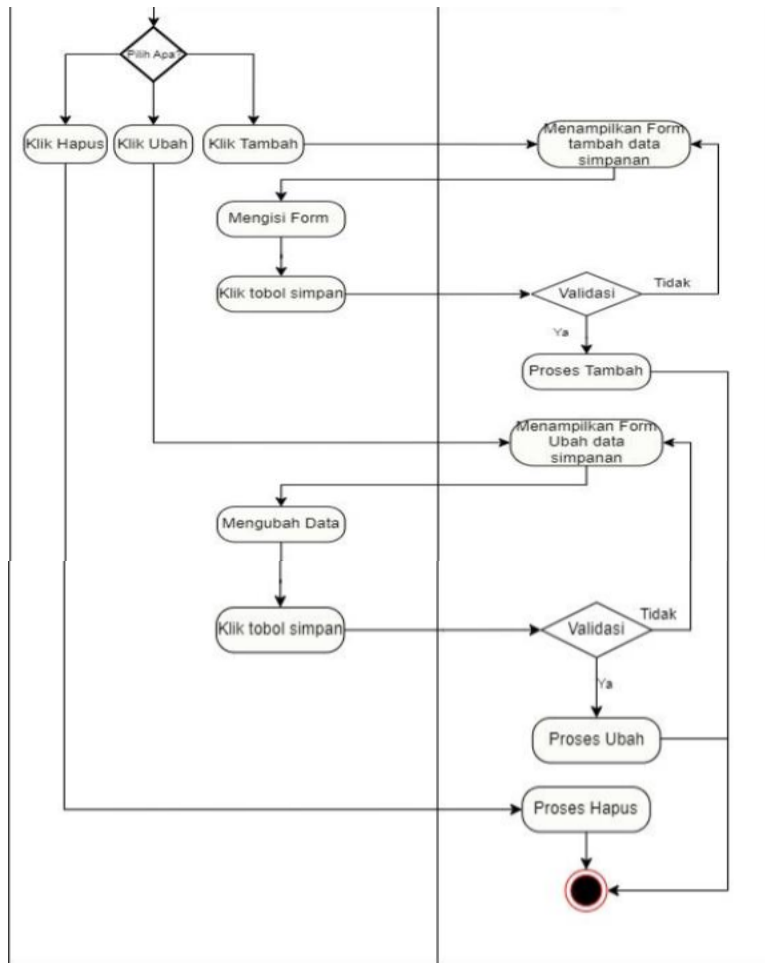 Pilih Apa?
Klik Hapus
Klik Ubah
Klik Tambah
Menampilkan Form
tambah data
simpanan
Mengisi Form
Klik tobol simpan
Validasi
Tidak
Ya
Proses Tambah
Menampilkan Form
Ubah data
simpanan
Mengubah Data
Klik tobol simpan
Validasi
Tidak
Ya
Proses Ubah
Proses Hapus